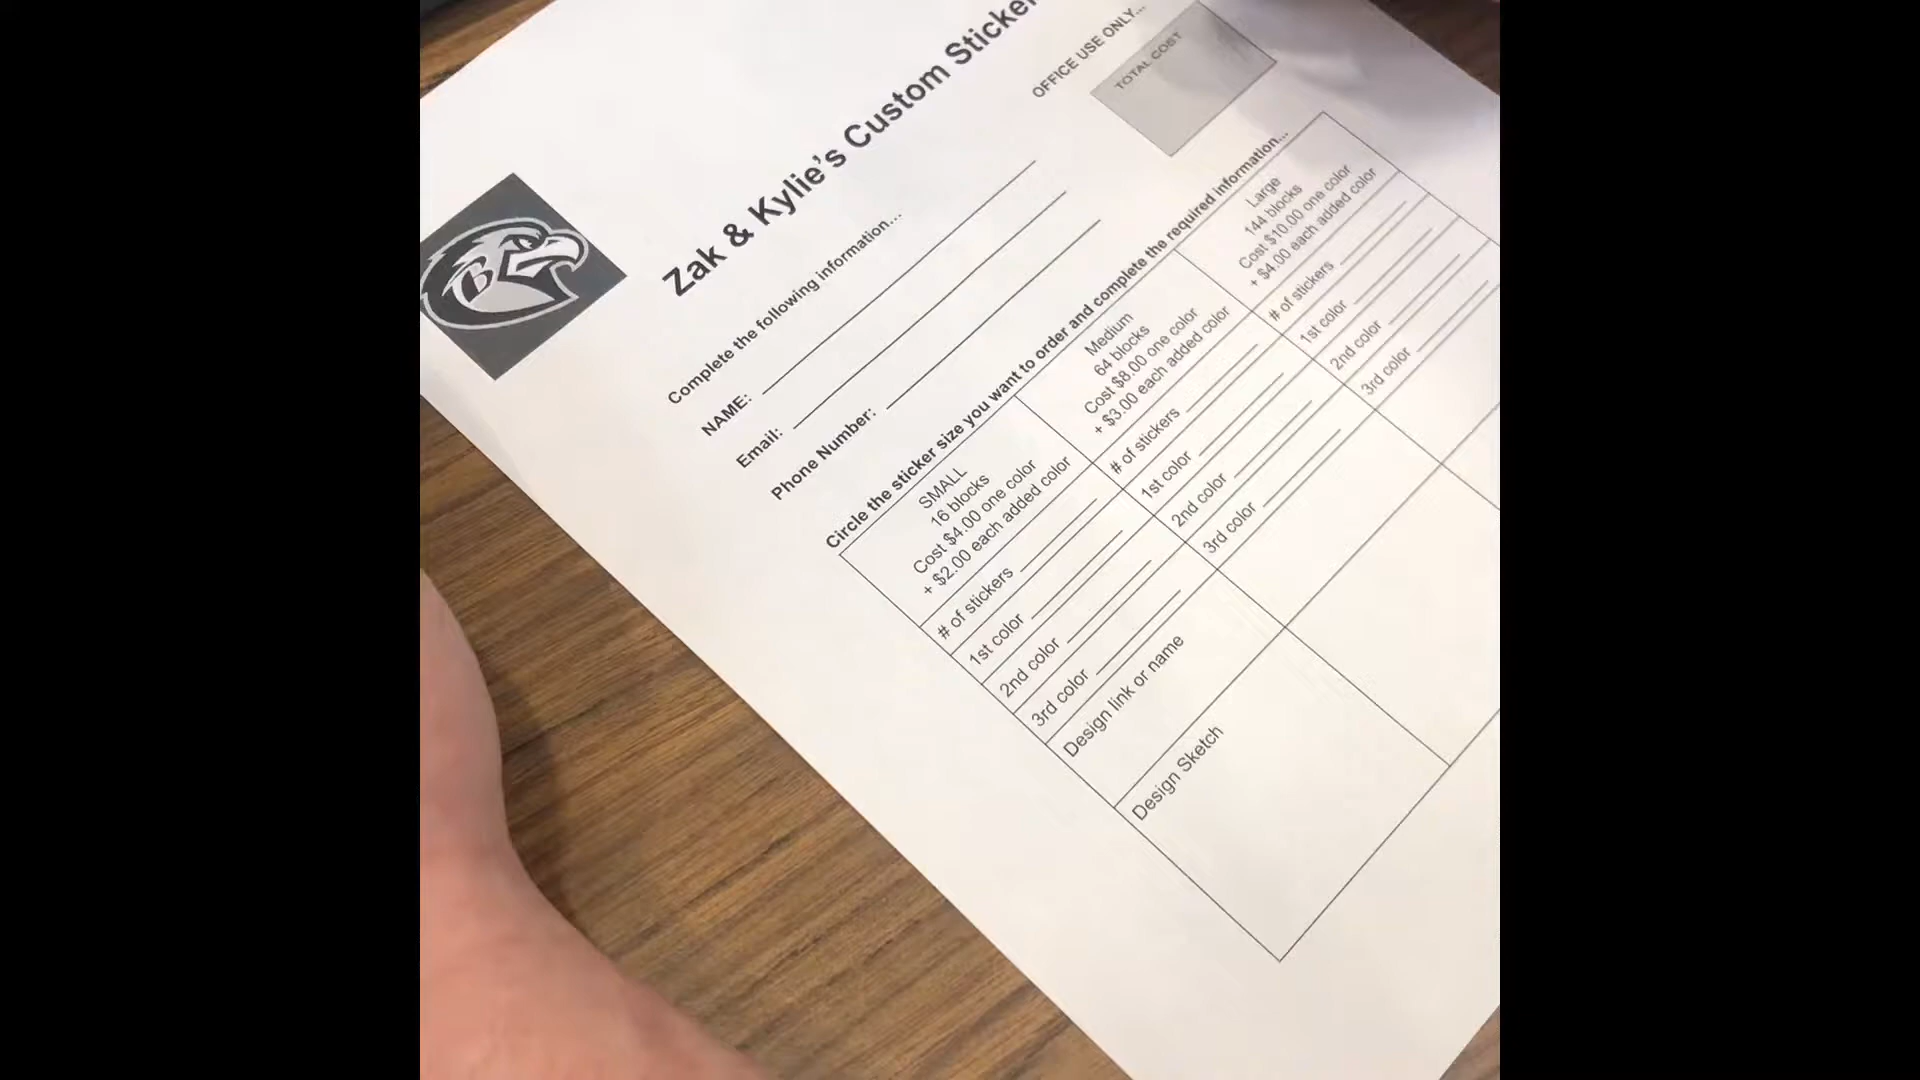 Zak & Kylie's Custom Sticker
OFFICE USE ONLY...
TOTAL COST
Complete the following information...
NAME:
Email:
Phone Number:
Circle the sticker size you want to order and complete the required information...
SMALL
16 blocks
Cost $4.00 one color
+ $2.00 each added color
# of stickers
1st color
2nd color
3rd color
Medium
64 blocks
Cost $8.00 one color
+ $3.00 each added color
# of stickers
1st color
2nd color
3rd color
Large
144 blocks
Cost $10.00 one color
+ $4.00 each added color
# of stickers
1st color
2nd color
3rd color
Design link or name
Design Sketch
B